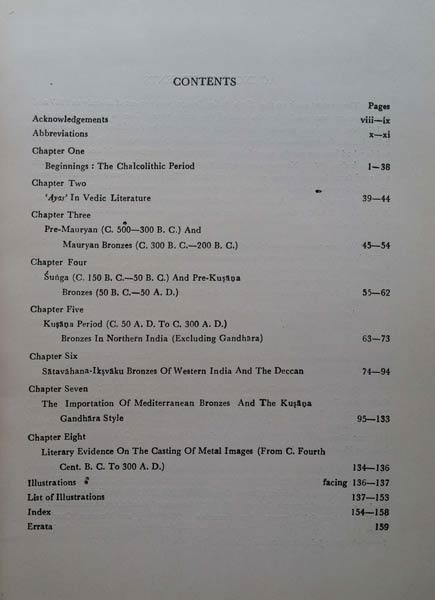 CONTENTS
Pages
Acknowledgements viii—ix
Abbreviations x—xi
Chapter One
Beginnings : The Chalcolithic Period 1—38
Chapter Two
'Ayas' In Vedic Literature 39—44
Chapter Three
Pre-Mauryan (C. 500—300 B. C.) And
Mauryan Bronzes (C. 300 B. C.—200 B. C.) 45—54
Chapter Four
Śuṅga (C. 150 B. C.—50 B. C.) And Pre-Kuṣāṇa
Bronzes (50 B. C.—50 A. D.) 55—62
Chapter Five
Kuṣāṇa Period (C. 50 A. D. To C. 300 A. D.)
Bronzes In Northern India (Excluding Gandhāra) 63—73
Chapter Six
Sātavāhana-Ikṣvāku Bronzes Of Western India And The Deccan 74—94
Chapter Seven
The Importation Of Mediterranean Bronzes And The Kuṣāṇa
Gandhāra Style 95—133
Chapter Eight
Literary Evidence On The Casting Of Metal Images (From C. Fourth
Cent. B. C. To 300 A. D.) 134—136
Illustrations facing 136—137
List of Illustrations 137—153
Index 154—158
Errata 159